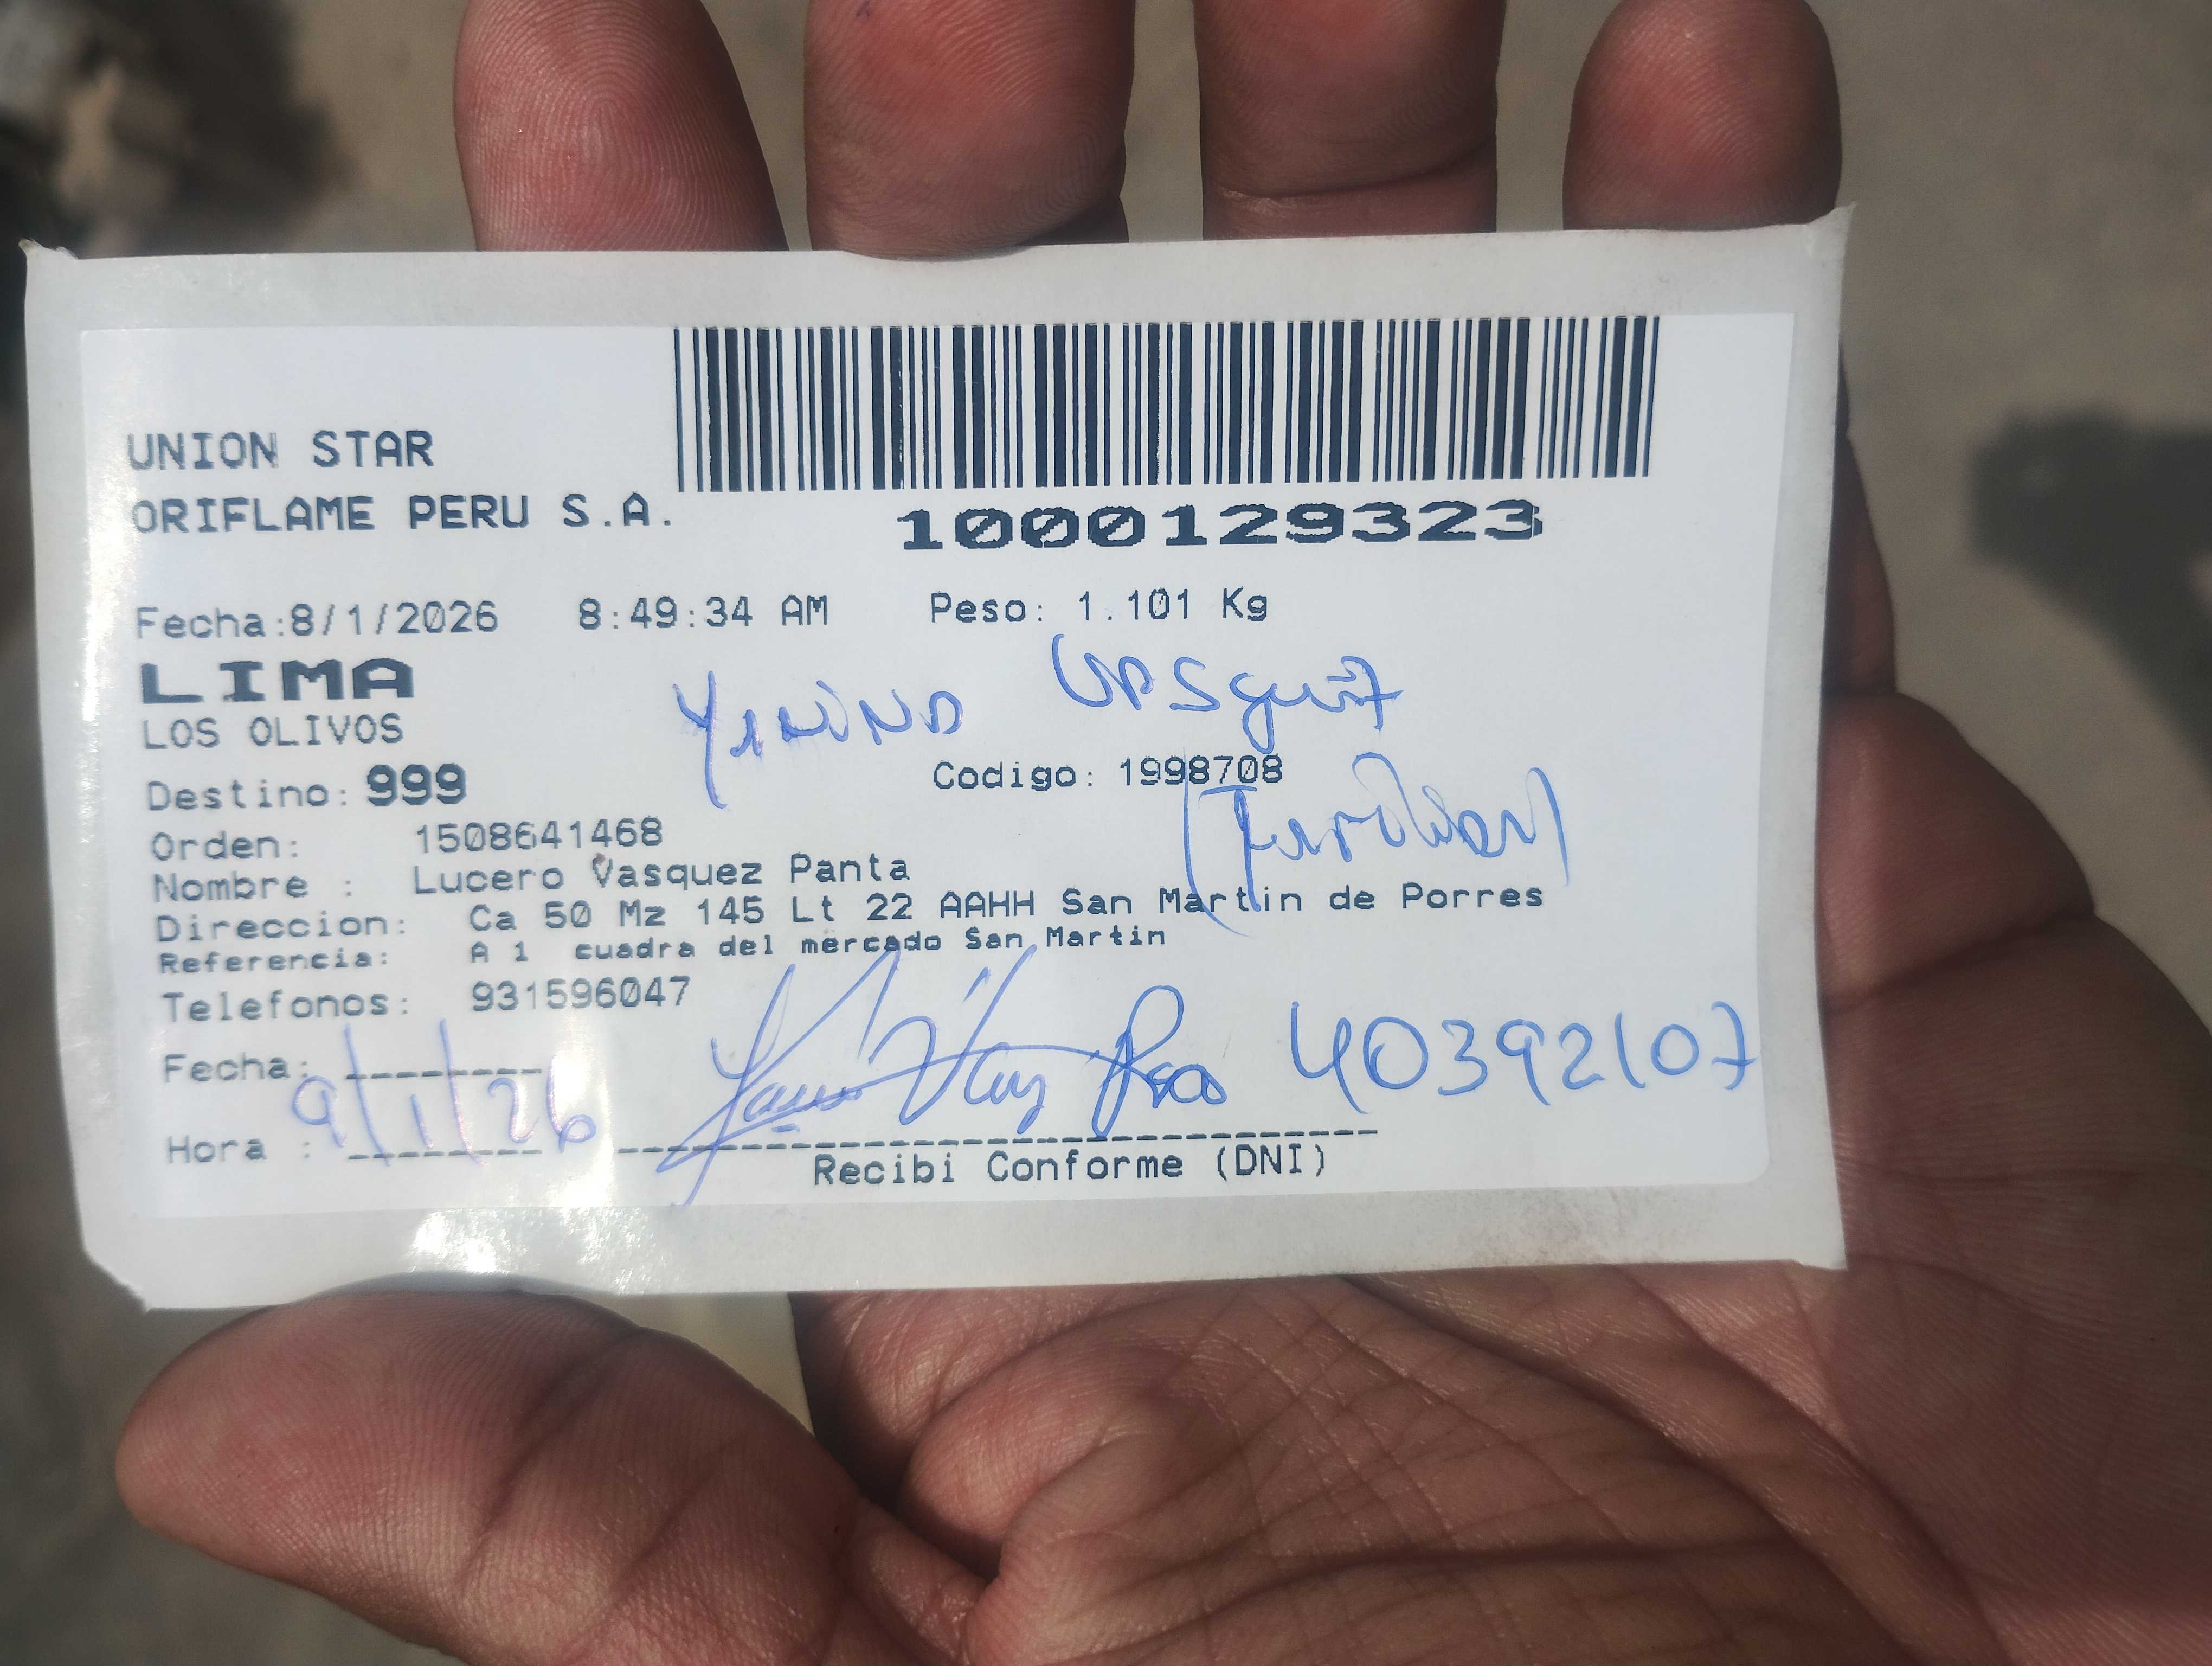 UNION STAR
ORIFLAME PERU S.A.
1000129323
Fecha:8/1/2026 8:49:34 AM Peso: 1.101 Kg
LIMA
LOS OLIVOS
Destino: 999
Codigo: 1998708
Orden: 1508641468
Nombre : Lucero Vasquez Panta
Direccion: Ca 50 Mz 145 Lt 22 AAHH San Martin de Porres
Referencia: A 1 cuadra del mercado San Martin
Telefonos: 931596047
40392107
Fecha:
9/1/26
Hora :
Recibi Conforme (DNI)